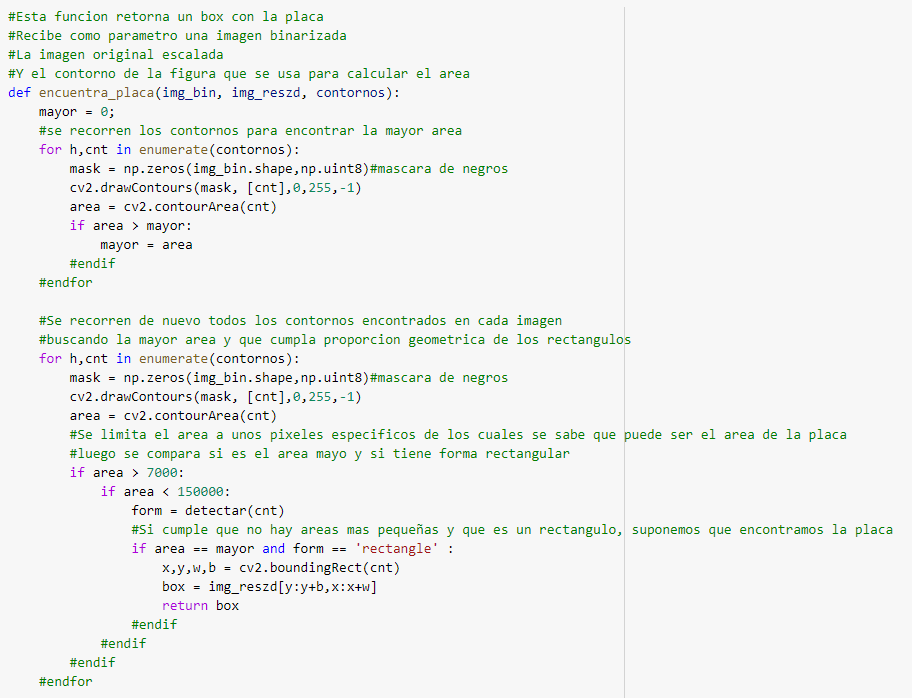 #Esta funcion retorna un box con la placa
#Recibe como parametro una imagen binarizada
#La imagen original escalada
#Y el contorno de la figura que se usa para calcular el area
def encuentra_placa(img_bin, img_reszd, contornos):
    mayor = 0;
    #se recorren los contornos para encontrar la mayor area
    for h,cnt in enumerate(contornos):
        mask = np.zeros(img_bin.shape,np.uint8)#mascara de negros
        cv2.drawContours(mask, [cnt],0,255,-1)
        area = cv2.contourArea(cnt)
        if area > mayor:
            mayor = area
        #endif
    #endfor

    #Se recorren de nuevo todos los contornos encontrados en cada imagen
    #buscando la mayor area y que cumpla proporcion geometrica de los rectangulos
    for h,cnt in enumerate(contornos):
        mask = np.zeros(img_bin.shape,np.uint8)#mascara de negros
        cv2.drawContours(mask, [cnt],0,255,-1)
        area = cv2.contourArea(cnt)
        #Se limita el area a unos pixeles especificos de los cuales se sabe que puede ser el area de la placa
        #luego se compara si es el area mayo y si tiene forma rectangular
        if area > 7000:
            if area < 150000:
                form = detectar(cnt)
                #Si cumple que no hay areas mas pequeñas y que es un rectangulo, suponemos que encontramos la placa
                if area == mayor and form == 'rectangle' :
                    x,y,w,b = cv2.boundingRect(cnt)
                    box = img_reszd[y:y+b,x:x+w]
                    return box
                #endif
            #endif
        #endif
    #endfor